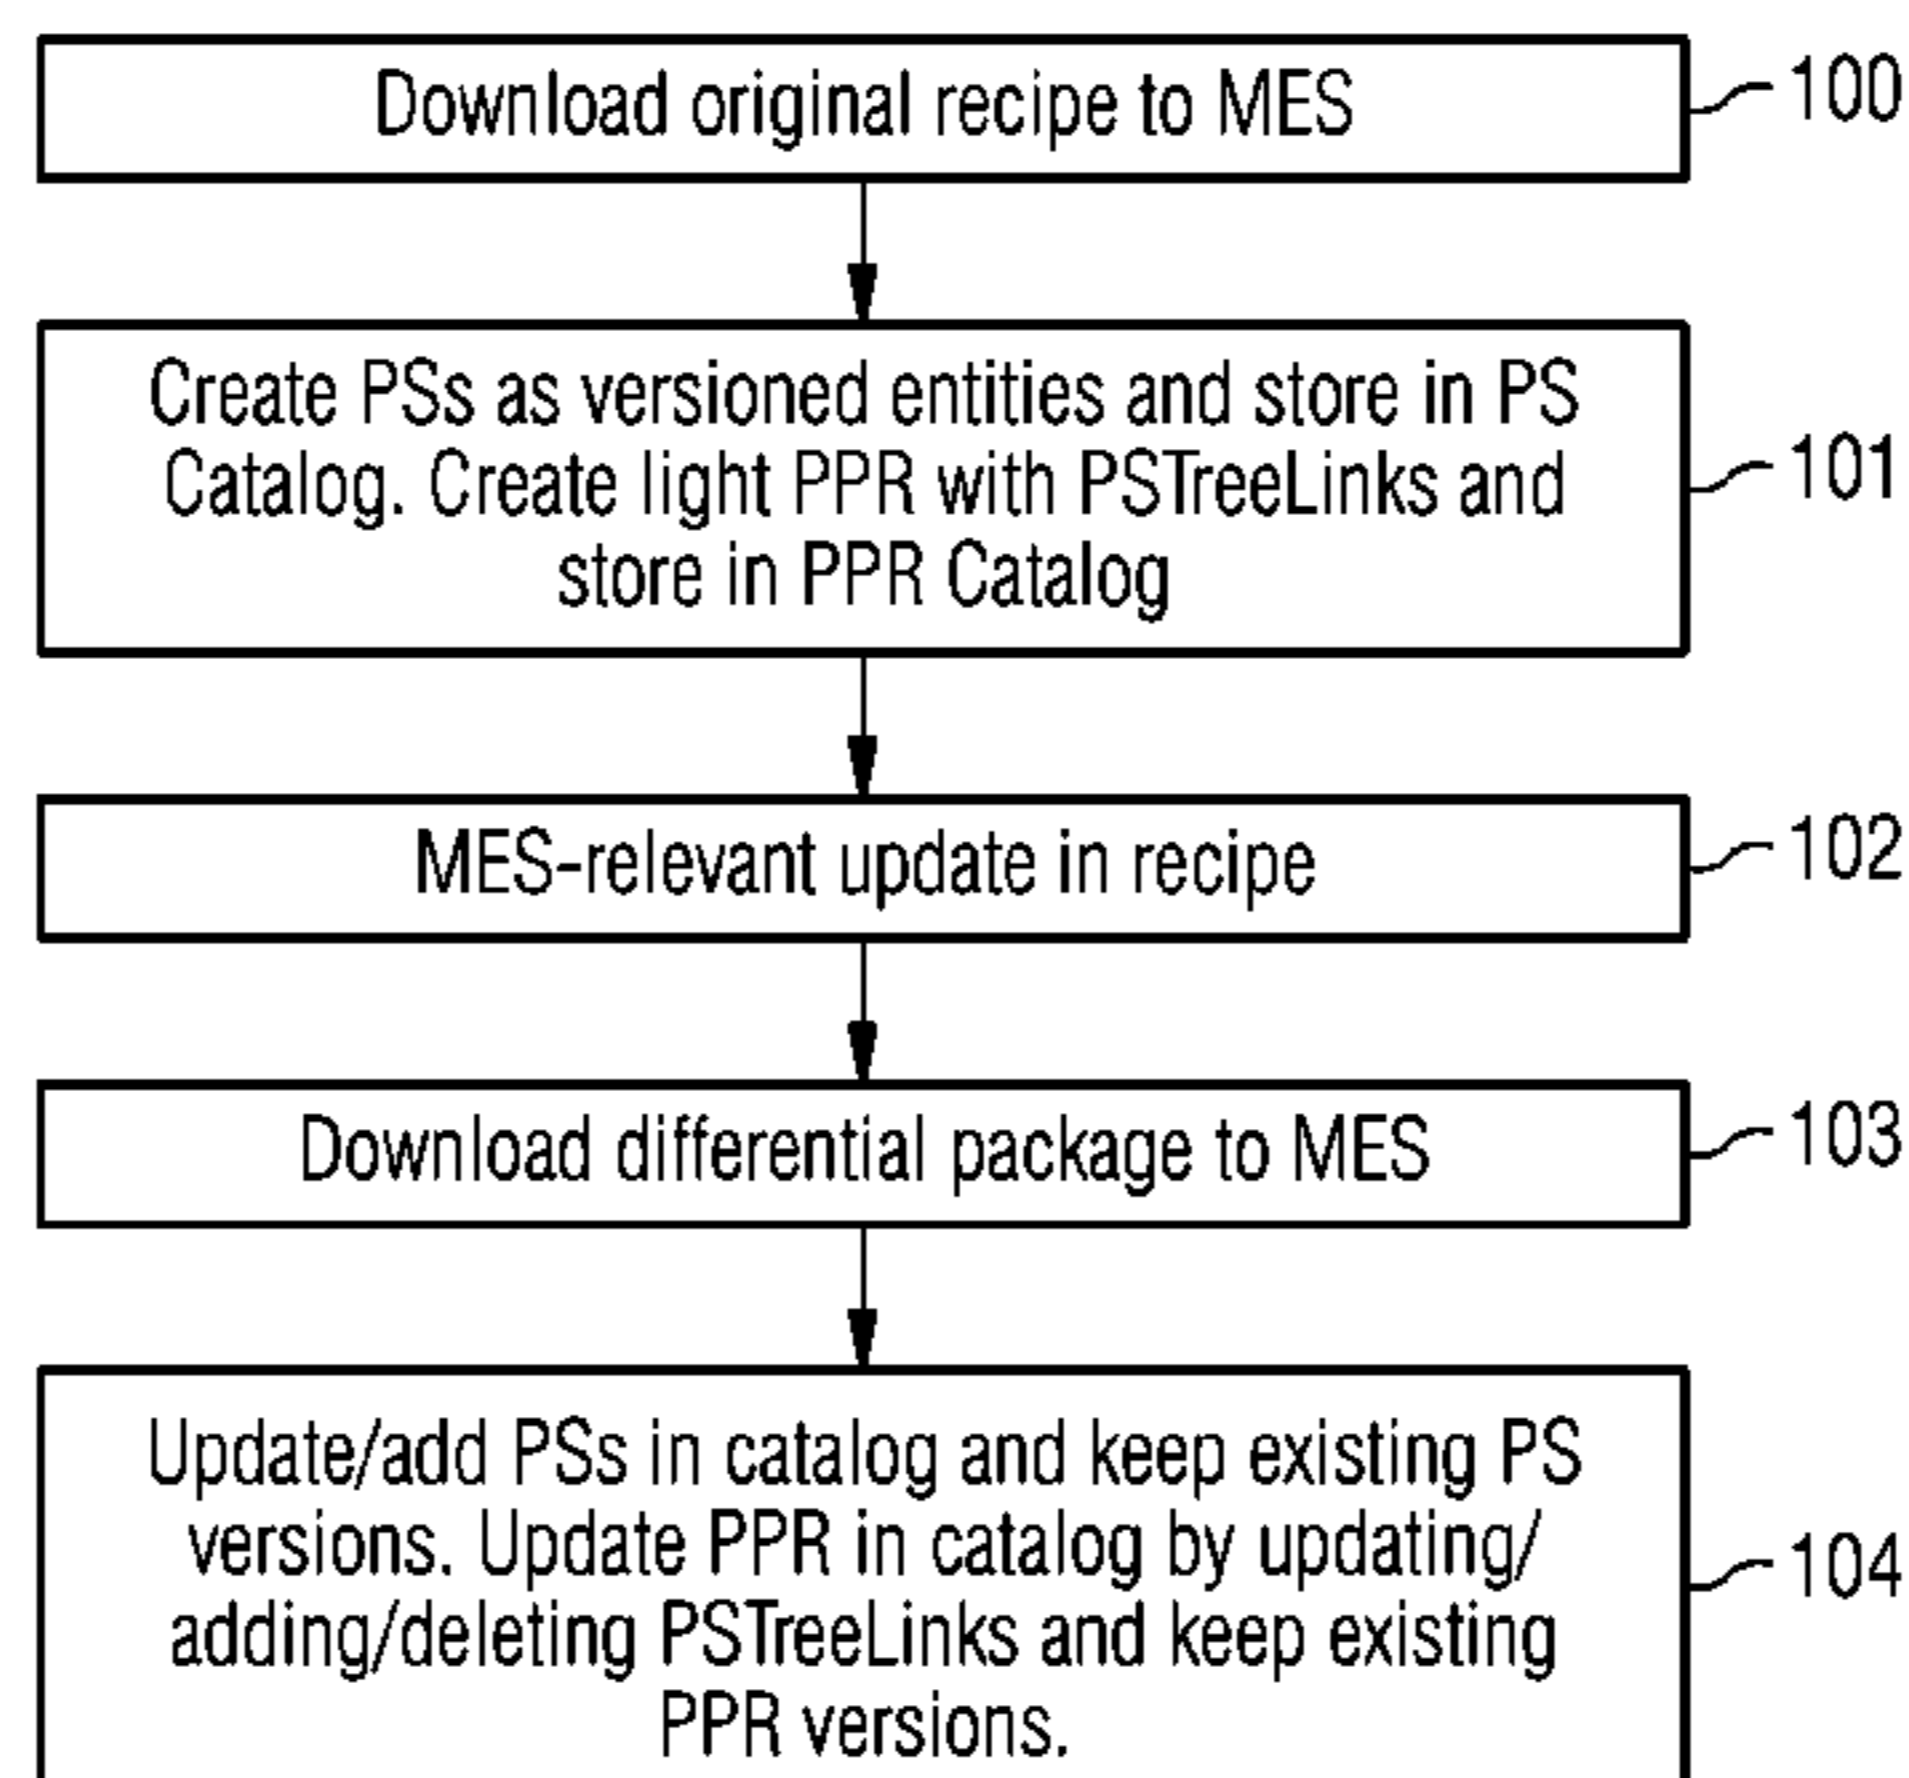 Download original recipe to MES
100
Create PSs as versioned entities and store in PS
Catalog. Create light PPR with PSTreeLinks and
store in PPR Catalog
101
MES-relevant update in recipe
102
Download differential package to MES
103
Update/add PSs in catalog and keep existing PS
versions. Update PPR in catalog by updating/
adding/deleting PSTreeLinks and keep existing
PPR versions.
104